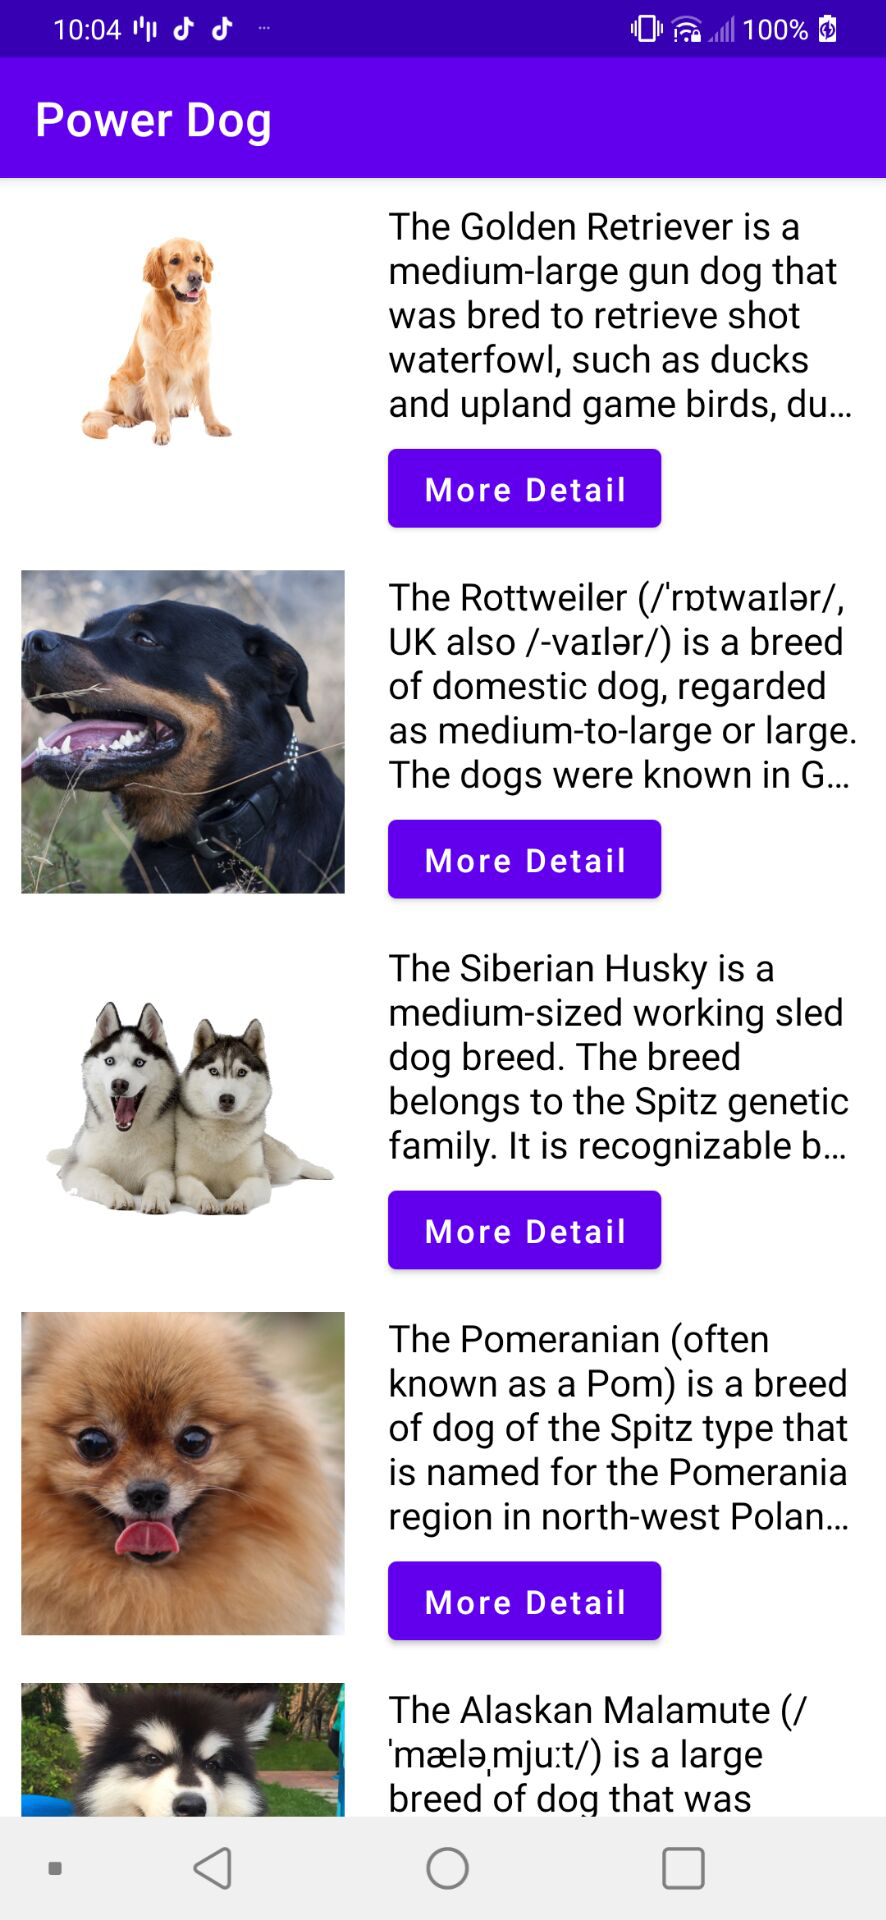 10:04
100%
Power Dog
The Golden Retriever is a
medium-large gun dog that
was bred to retrieve shot
waterfowl, such as ducks
and upland game birds, du...
More Detail
The Rottweiler (/ˈrɒtwaɪlər/,
UK also /-vaɪlər/) is a breed
of domestic dog, regarded
as medium-to-large or large.
The dogs were known in G...
More Detail
The Siberian Husky is a
medium-sized working sled
dog breed. The breed
belongs to the Spitz genetic
family. It is recognizable b...
More Detail
The Pomeranian (often
known as a Pom) is a breed
of dog of the Spitz type that
is named for the Pomerania
region in north-west Polan...
More Detail
The Alaskan Malamute (/
ˈmæləˌmjuːt/) is a large
breed of dog that was